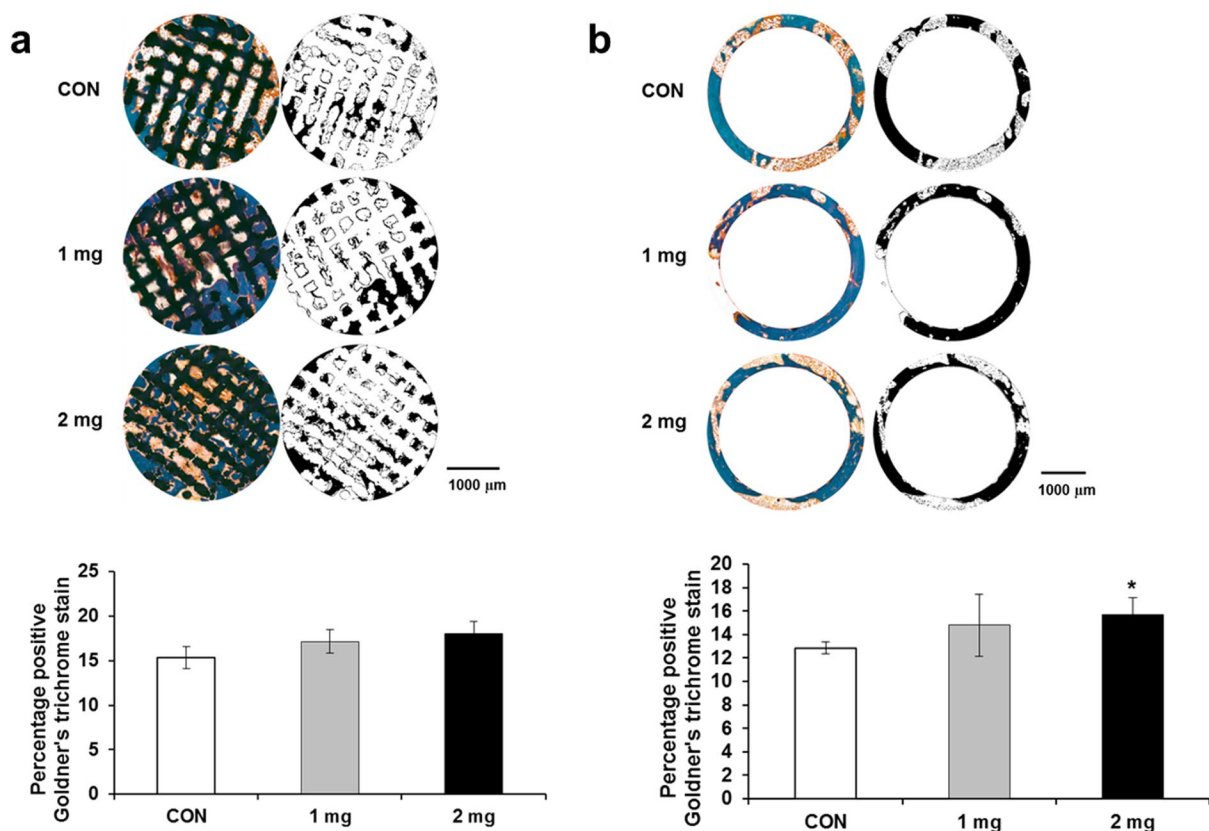 a
CON
1 mg
2 mg
1000 μm
Percentage positive
Goldner's trichrome stain
25
20
15
10
5
0
CON 1 mg 2 mg
b
CON
1 mg
2 mg
1000 μm
Percentage positive
Goldner's trichrome stain
20
18
16
14
12
10
8
6
4
2
0
*
CON 1 mg 2 mg